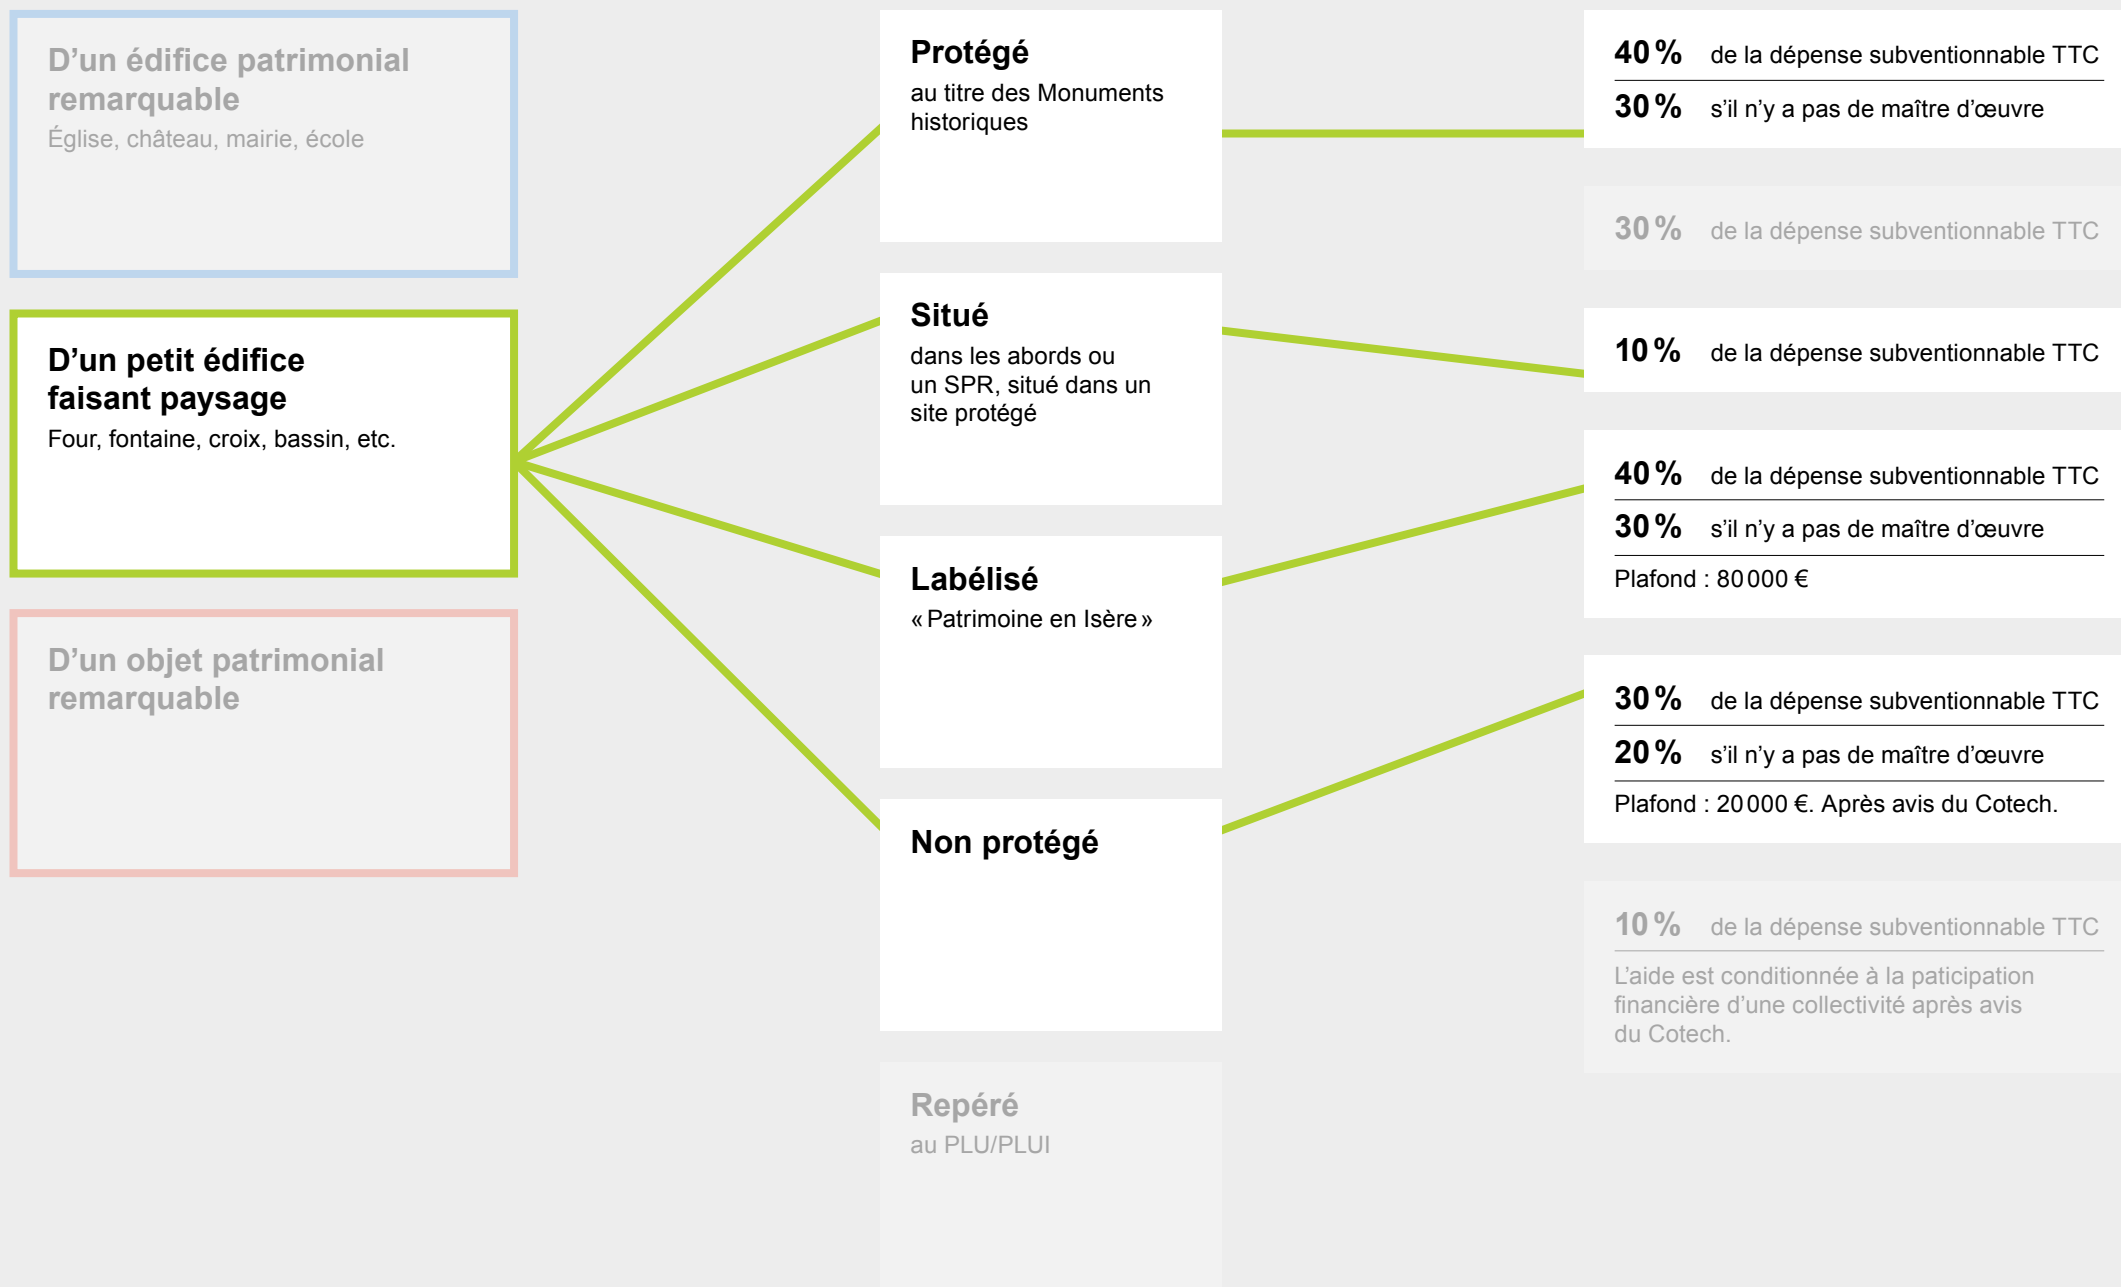 D’un édifice patrimonial
remarquable
Église, château, mairie, école
D’un petit édifice
faisant paysage
Four, fontaine, croix, bassin, etc.
D’un objet patrimonial
remarquable
Protégé
au titre des Monuments
historiques
Situé
dans les abords ou
un SPR, situé dans un
site protégé
Labélisé
« Patrimoine en Isère »
Non protégé
Repéré
au PLU/PLUI
40 % de la dépense subventionnable TTC
30 % s’il n’y a pas de maître d’œuvre
30 % de la dépense subventionnable TTC
10 % de la dépense subventionnable TTC
40 % de la dépense subventionnable TTC
30 % s’il n’y a pas de maître d’œuvre
Plafond : 80 000 €
30 % de la dépense subventionnable TTC
20 % s’il n’y a pas de maître d’œuvre
Plafond : 20 000 €. Après avis du Cotech.
10 % de la dépense subventionnable TTC
L’aide est conditionnée à la paticipation
financière d’une collectivité après avis
du Cotech.